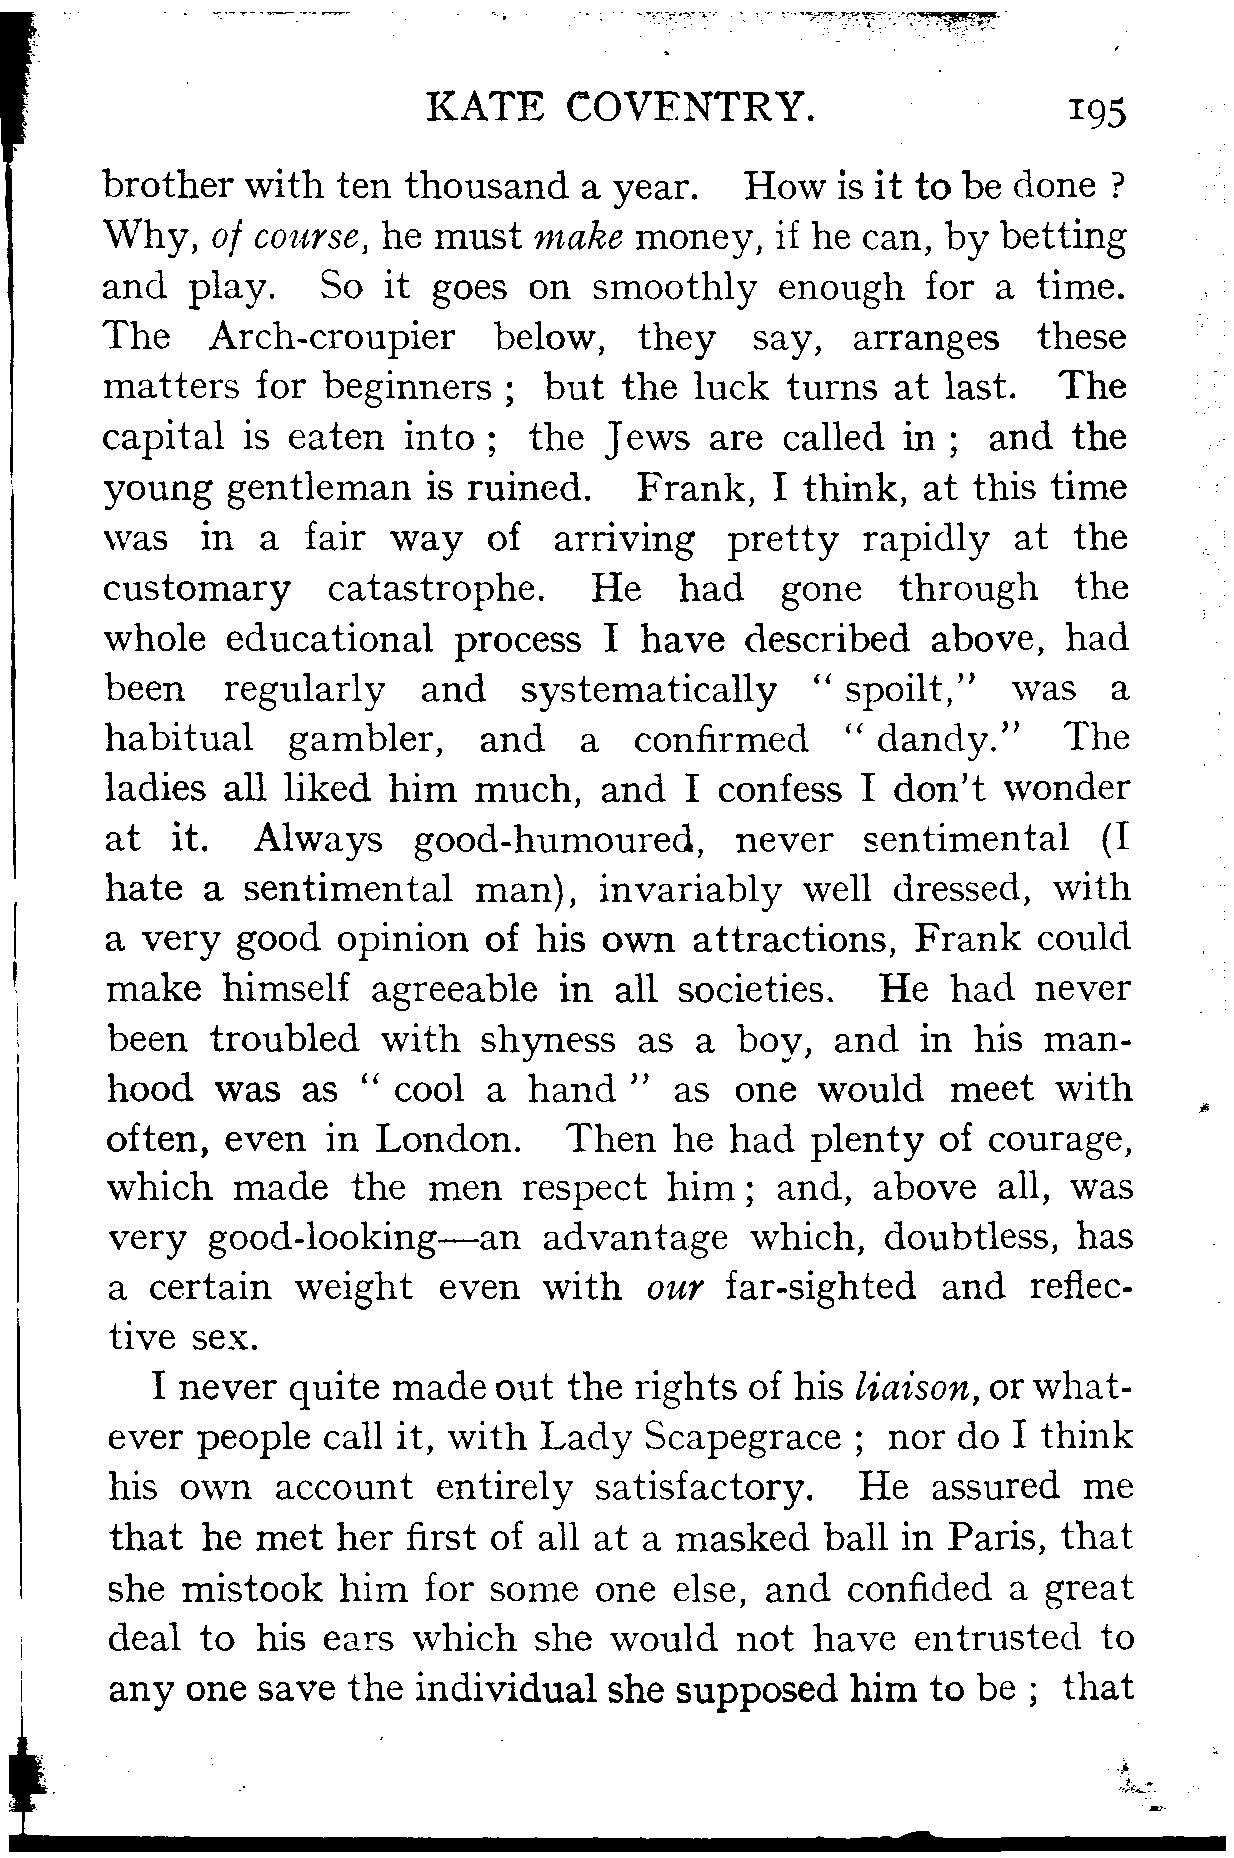 KATE COVENTRY. 195
brother with ten thousand a year. How is it to be done ?
Why, of course, he must make money, if he can, by betting
and play. So it goes on smoothly enough for a time.
The Arch-croupier below, they say, arranges these
matters for beginners ; but the luck turns at last. The
capital is eaten into ; the Jews are called in ; and the
young gentleman is ruined. Frank, I think, at this time
was in a fair way of arriving pretty rapidly at the
customary catastrophe. He had gone through the
whole educational process I have described above, had
been regularly and systematically " spoilt," was a
habitual gambler, and a confirmed " dandy." The
ladies all liked him much, and I confess I don't wonder
at it. Always good-humoured, never sentimental (I
hate a sentimental man), invariably well dressed, with
a very good opinion of his own attractions, Frank could
make himself agreeable in all societies. He had never
been troubled with shyness as a boy, and in his man-
hood was as " cool a hand " as one would meet with
often, even in London. Then he had plenty of courage,
which made the men respect him ; and, above all, was
very good-looking—an advantage which, doubtless, has
a certain weight even with our far-sighted and reflec-
tive sex.
I never quite made out the rights of his liaison, or what-
ever people call it, with Lady Scapegrace ; nor do I think
his own account entirely satisfactory. He assured me
that he met her first of all at a masked ball in Paris, that
she mistook him for some one else, and confided a great
deal to his ears which she would not have entrusted to
any one save the individual she supposed him to be ; that